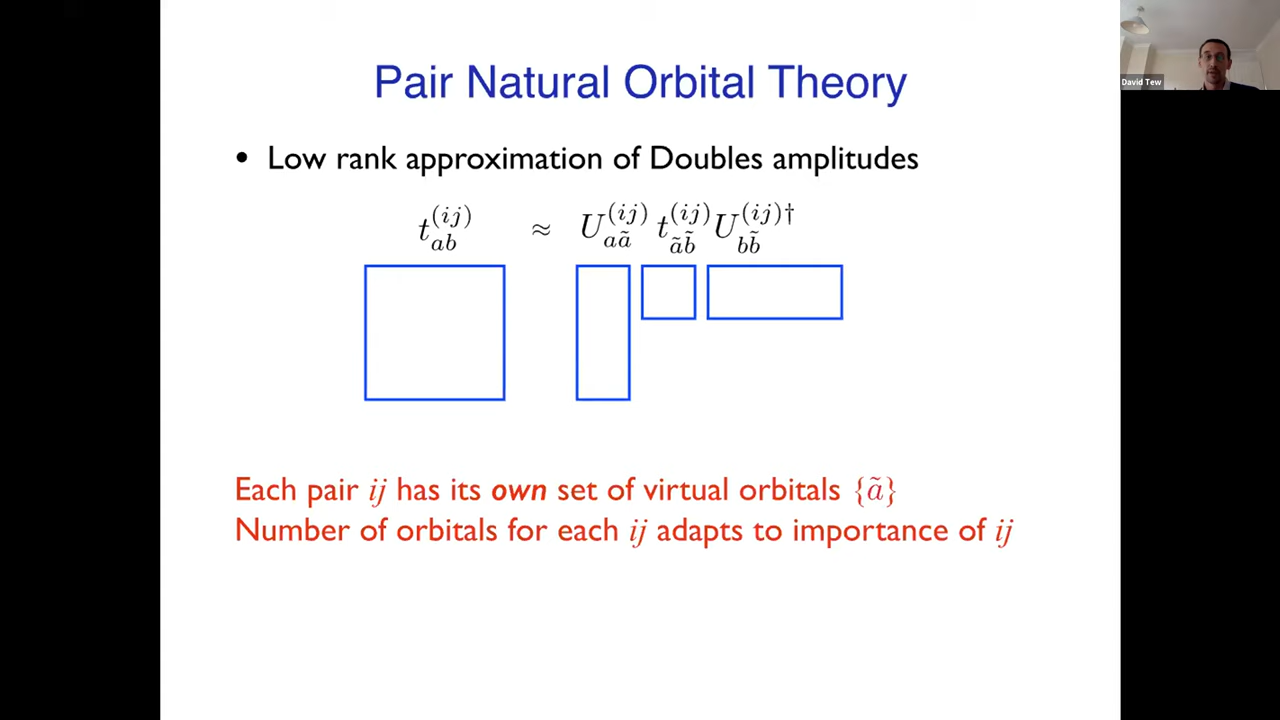 Pair Natural Orbital Theory
David Tew
• Low rank approximation of Doubles amplitudes
t_{ab}^{(ij)} ≈ U_{aã}^{(ij)} t_{ãb̃}^{(ij)} U_{bb̃}^{(ij)†}
Each pair ij has its own set of virtual orbitals {ã}
Number of orbitals for each ij adapts to importance of ij